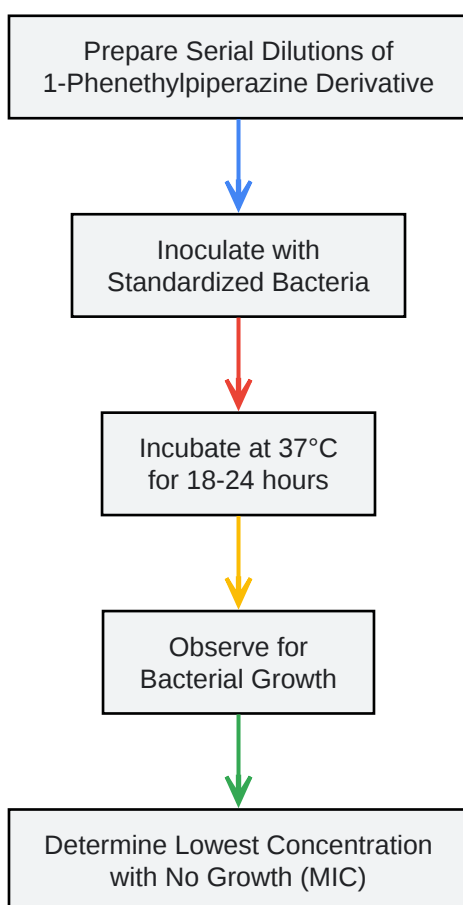 Prepare Serial Dilutions of
1-Phenethylpiperazine Derivative
Inoculate with
Standardized Bacteria
Incubate at 37°C
for 18-24 hours
Observe for
Bacterial Growth
Determine Lowest Concentration
with No Growth (MIC)